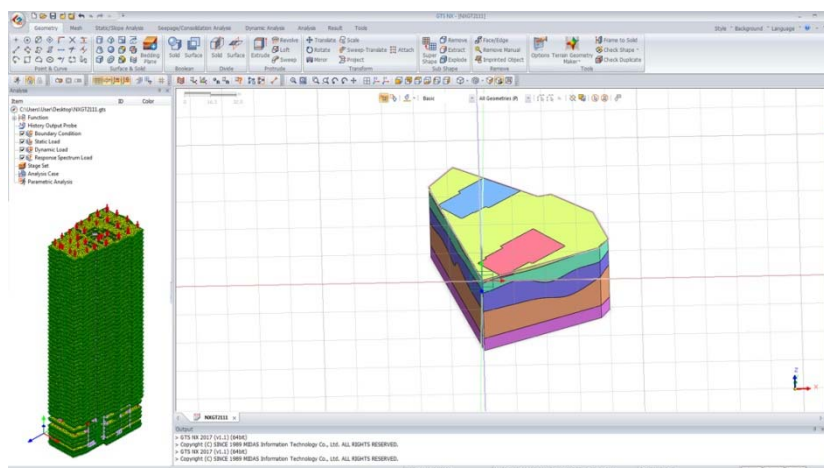 GTS NX - [NXGT2111]
Geometry Mesh Static/Slope Analysis Seepage/Consolidation Analysis Dynamic Analysis Analysis Result Tools
Style Background Language
Revolve Translate Scale Remove Face/Edge Frame to Solid
Loft Rotate Sweep-Translate Attach Extract Remove Manual Check Shape
Sweep Mirror Project Explode Imprinted Object Check Duplicate
Bedding Plane Solid Surface Solid Surface Extrude Super Shape Options Terrain Geometry Maker
Point & Curve Surface & Solid Boolean Divide Protrude Transform Sub Shape Remove Tools
Analysis
Item ID Color
C:\Users\User\Desktop\NXGT2111.gts
Function
History Output Probe
Boundary Condition
Static Load
Dynamic Load
Response Spectrum Load
Stage Set
Analysis Case
Parametric Analysis
Basic All Geometries
Z
NXGT2111 x
Output
> GTS NX 2017 (v1.1) (64bit)
> Copyright (C) SINCE 1989 MIDAS Information Technology Co., Ltd. ALL RIGHTS RESERVED.
> GTS NX 2017 (v1.1) (64bit)
> Copyright (C) SINCE 1989 MIDAS Information Technology Co., Ltd. ALL RIGHTS RESERVED.